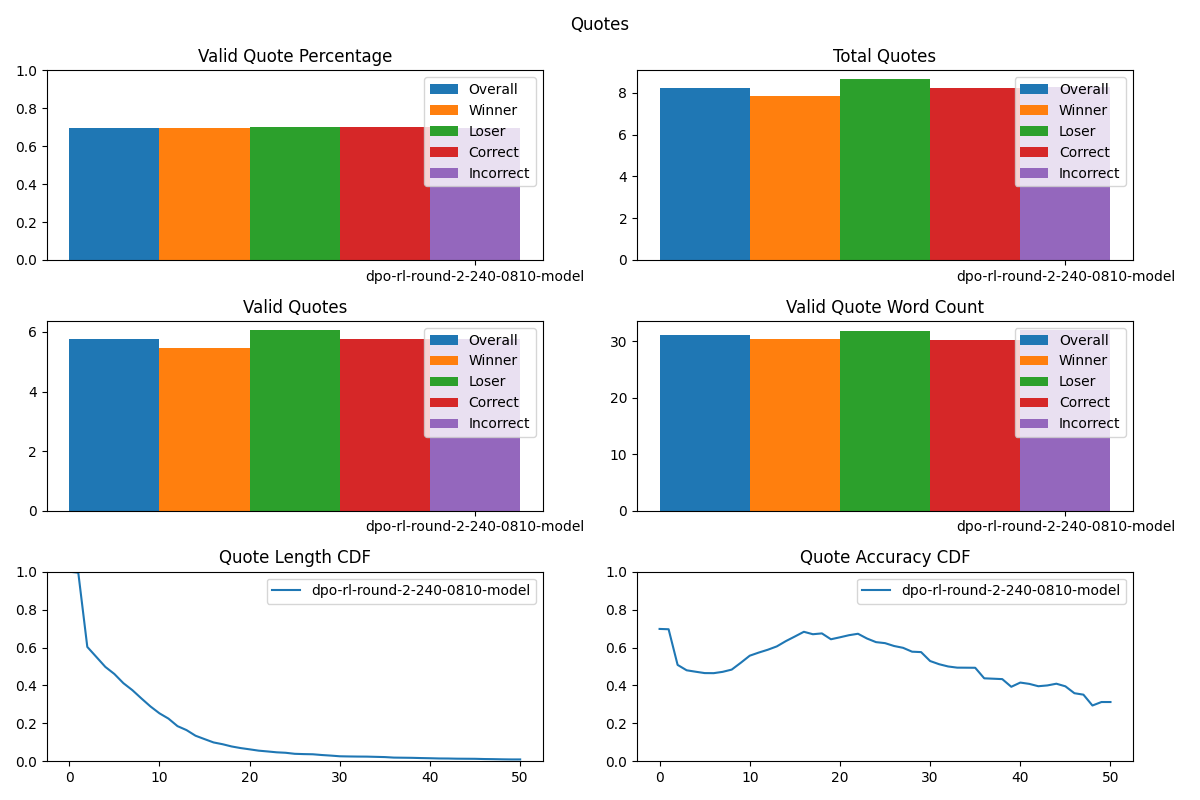 Quotes
Valid Quote Percentage
1.0
0.8
0.6
0.4
0.2
0.0
Overall
Winner
Loser
Correct
Incorrect
dpo-rl-round-2-240-0810-model
Total Quotes
8
6
4
2
0
Overall
Winner
Loser
Correct
Incorrect
dpo-rl-round-2-240-0810-model
Valid Quotes
6
4
2
0
Overall
Winner
Loser
Correct
Incorrect
dpo-rl-round-2-240-0810-model
Valid Quote Word Count
30
20
10
0
Overall
Winner
Loser
Correct
Incorrect
dpo-rl-round-2-240-0810-model
Quote Length CDF
1.0
0.8
0.6
0.4
0.2
0.0
dpo-rl-round-2-240-0810-model
0 10 20 30 40 50
Quote Accuracy CDF
1.0
0.8
0.6
0.4
0.2
0.0
dpo-rl-round-2-240-0810-model
0 10 20 30 40 50